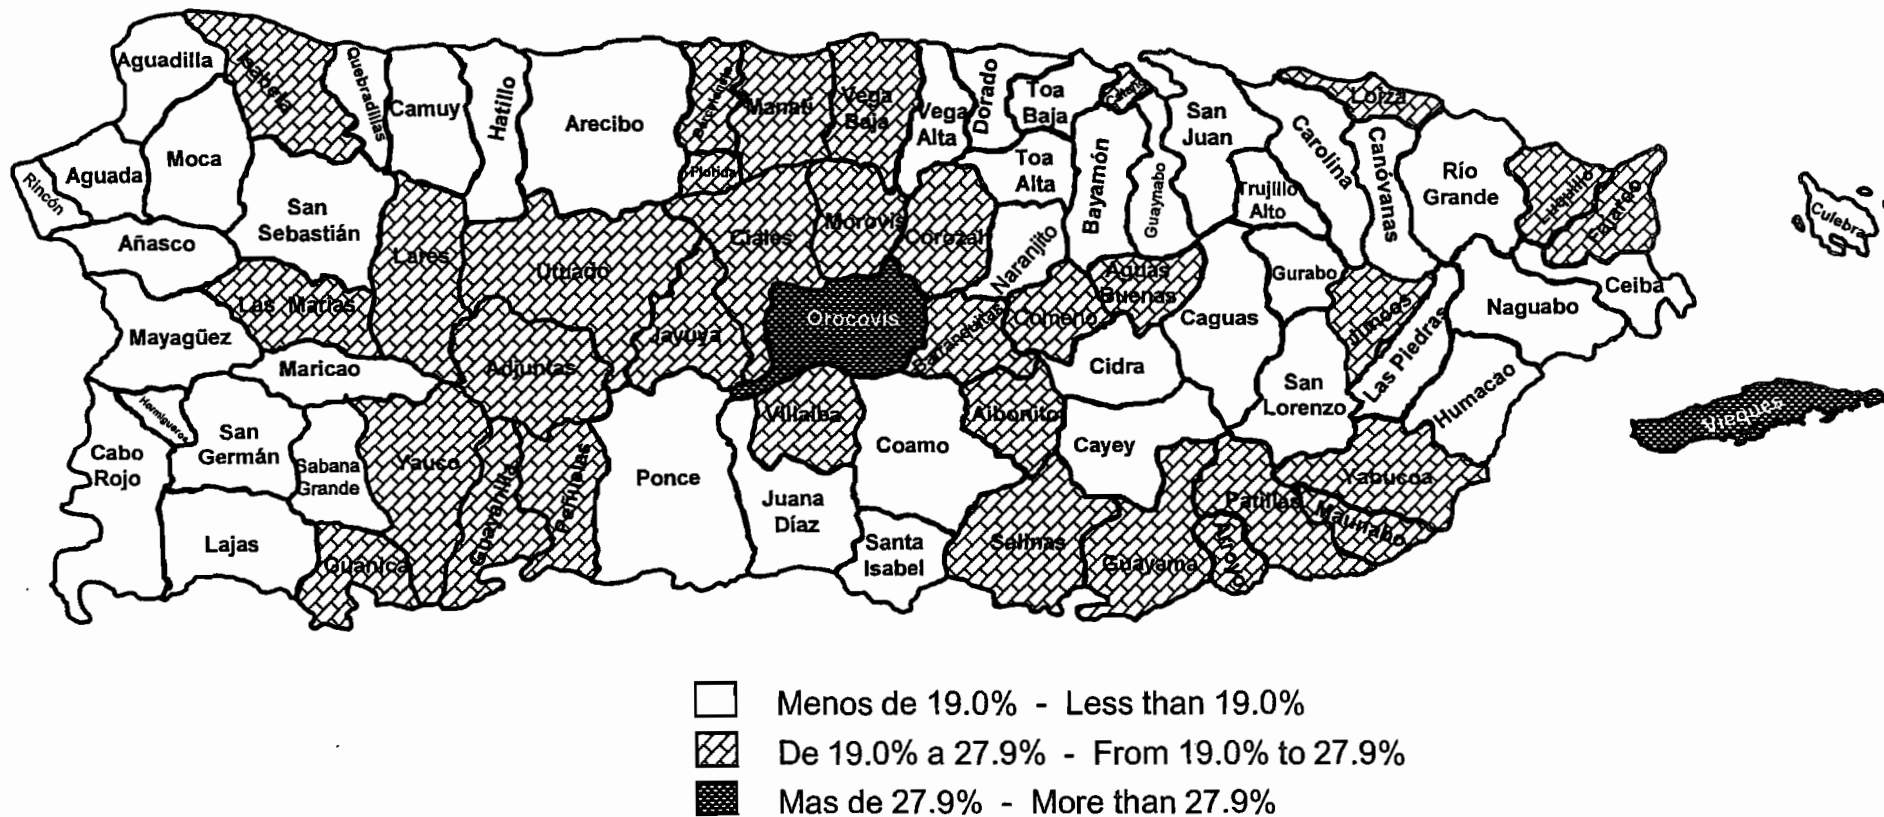 Aguadilla
Isabela
Quebradillas
Camuy
Hatillo
Arecibo
Barceloneta
Manatí
Vega
Baja
Vega
Alta
Dorado
Toa
Baja
Cataño
San
Juan
Carolina
Loiza
Canóvanas
Río
Grande
Luquillo
Fajardo
Culebra
Rincón
Aguada
Moca
San
Sebastián
Lares
Utuado
Florida
Ciales
Morovis
Corozal
Toa
Alta
Naranjito
Bayamón
Guaynabo
Trujillo
Alto
Añasco
Las Marías
Mayagüez
Maricao
Adjuntas
Jayuya
Orocovis
Barranquitas
Comerío
Aguas
Buenas
Caguas
Gurabo
Juncos
Las Piedras
Naguabo
Ceiba
Cidra
San
Lorenzo
Humacao
Vieques
Hormigueros
Cabo
Rojo
San
Germán
Sabana
Grande
Yauco
Guayanilla
Peñuelas
Ponce
Villalba
Juana
Díaz
Coamo
Aibonito
Cayey
Santa
Isabel
Salinas
Guayama
Arroyo
Patillas
Maunabo
Yabucoa
Lajas
Guánica
Menos de 19.0% - Less than 19.0%
De 19.0% a 27.9% - From 19.0% to 27.9%
Mas de 27.9% - More than 27.9%